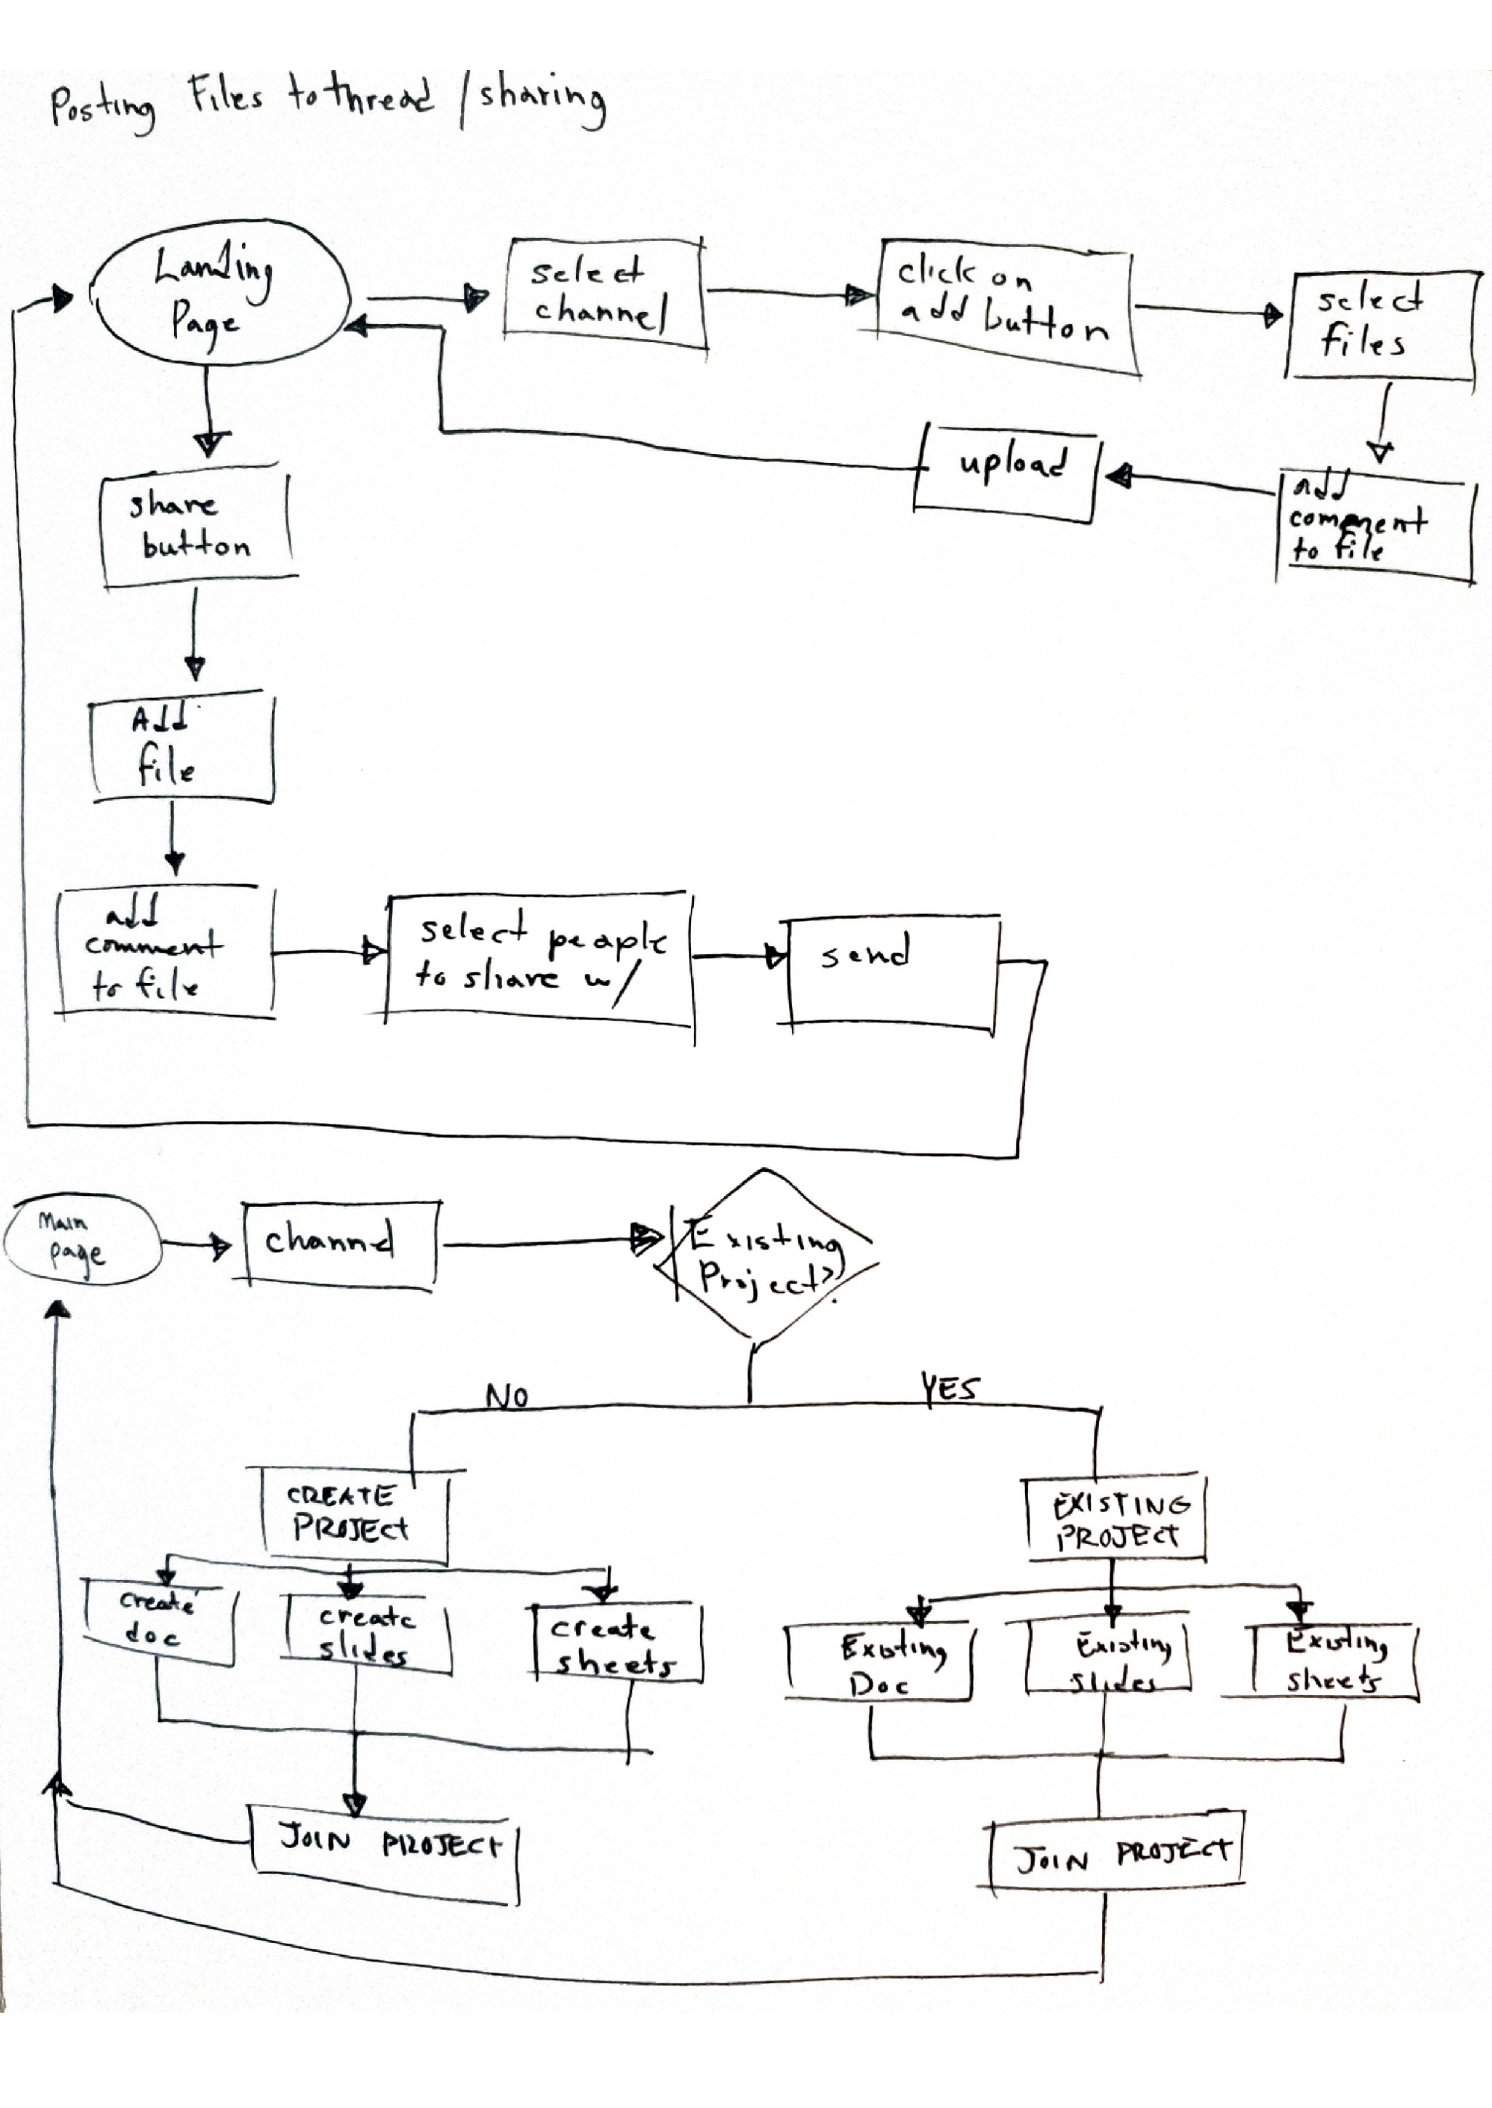 Posting Files to thread / sharing
Landing
Page
select
channel
click on
add button
select
files
add
comment
to file
upload
share
button
Add
file
add
comment
to file
select people
to share w/
send
Main
page
channel
Existing
Project?
NO
YES
CREATE
PROJECT
create
doc
create
slides
create
sheets
JOIN PROJECT
EXISTING
PROJECT
Existing
Doc
Existing
slides
Existing
sheets
JOIN PROJECT